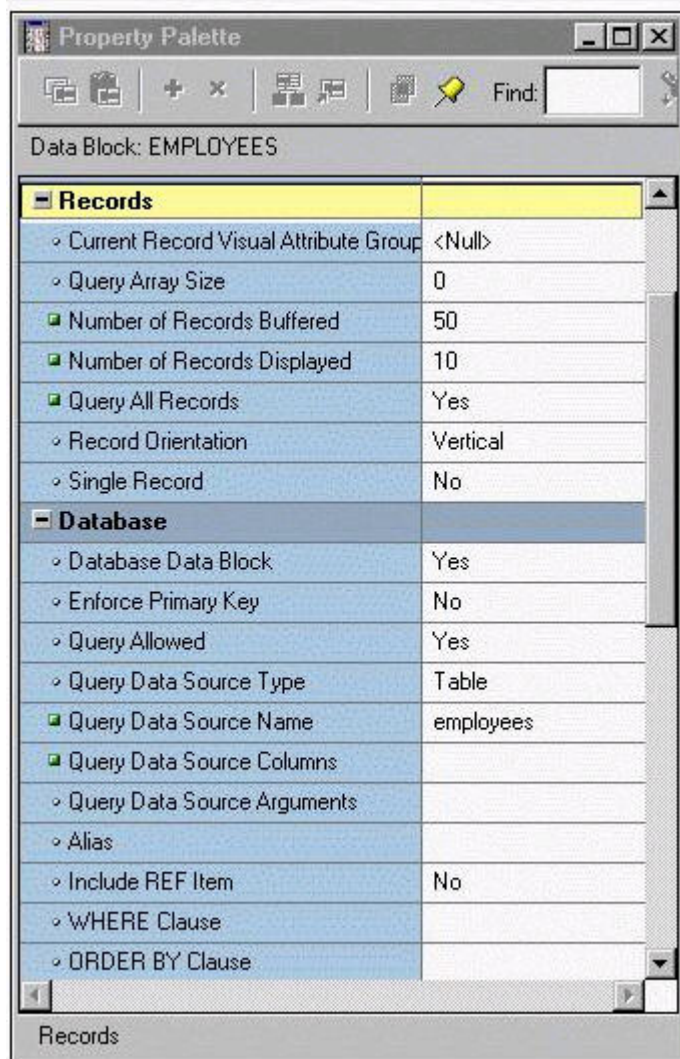 Property Palette
Find:
Data Block: EMPLOYEES
Records
Current Record Visual Attribute Group <Null>
Query Array Size 0
Number of Records Buffered 50
Number of Records Displayed 10
Query All Records Yes
Record Orientation Vertical
Single Record No
Database
Database Data Block Yes
Enforce Primary Key No
Query Allowed Yes
Query Data Source Type Table
Query Data Source Name employees
Query Data Source Columns
Query Data Source Arguments
Alias
Include REF Item No
WHERE Clause
ORDER BY Clause
Records